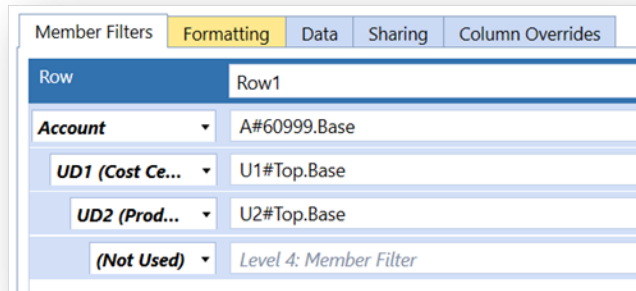 Member Filters Formatting Data Sharing Column Overrides
Row Row1
Account A#60999.Base
UD1 (Cost Ce... U1#Top.Base
UD2 (Prod... U2#Top.Base
(Not Used) Level 4: Member Filter